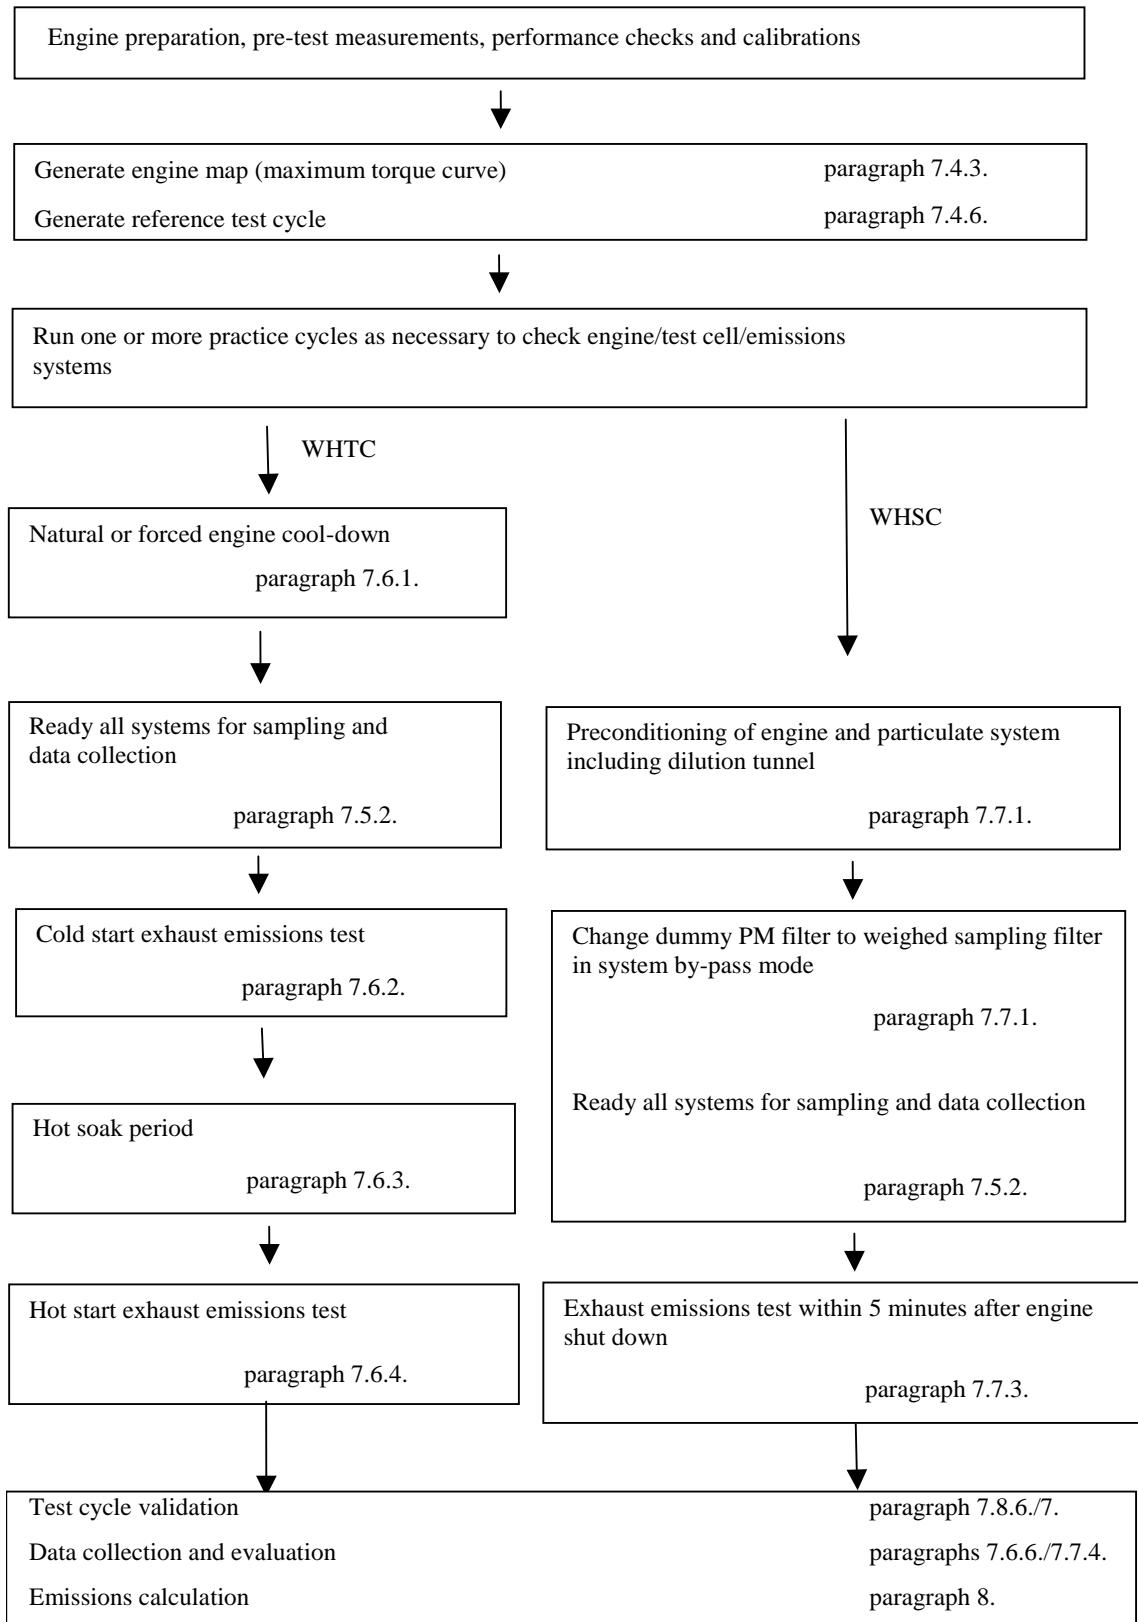 Engine preparation, pre-test measurements, performance checks and calibrations
Generate engine map (maximum torque curve) paragraph 7.4.3.
Generate reference test cycle paragraph 7.4.6.
Run one or more practice cycles as necessary to check engine/test cell/emissions
systems
WHTC
WHSC
Natural or forced engine cool-down
paragraph 7.6.1.
Ready all systems for sampling and
data collection
paragraph 7.5.2.
Cold start exhaust emissions test
paragraph 7.6.2.
Hot soak period
paragraph 7.6.3.
Hot start exhaust emissions test
paragraph 7.6.4.
Preconditioning of engine and particulate system
including dilution tunnel
paragraph 7.7.1.
Change dummy PM filter to weighed sampling filter
in system by-pass mode
paragraph 7.7.1.
Ready all systems for sampling and data collection
paragraph 7.5.2.
Exhaust emissions test within 5 minutes after engine
shut down
paragraph 7.7.3.
Test cycle validation paragraph 7.8.6./7.
Data collection and evaluation paragraphs 7.6.6./7.7.4.
Emissions calculation paragraph 8.